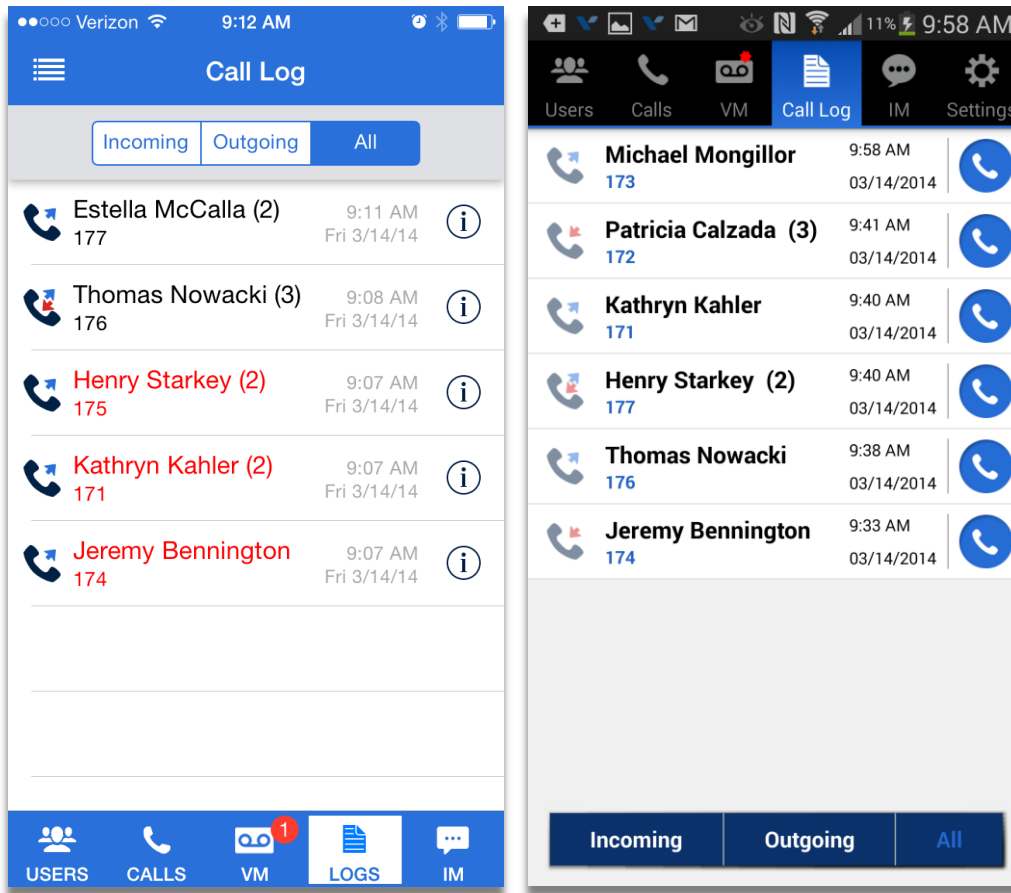 Verizon 9:12 AM
Call Log
Incoming Outgoing All
Estella McCalla (2) 9:11 AM
177 Fri 3/14/14
Thomas Nowacki (3) 9:08 AM
176 Fri 3/14/14
Henry Starkey (2) 9:07 AM
175 Fri 3/14/14
Kathryn Kahler (2) 9:07 AM
171 Fri 3/14/14
Jeremy Bennington 9:07 AM
174 Fri 3/14/14
1
USERS CALLS VM LOGS IM
11% 9:58 AM
Users Calls VM Call Log IM Settings
Michael Mongillor 9:58 AM
173 03/14/2014
Patricia Calzada (3) 9:41 AM
172 03/14/2014
Kathryn Kahler 9:40 AM
171 03/14/2014
Henry Starkey (2) 9:40 AM
177 03/14/2014
Thomas Nowacki 9:38 AM
176 03/14/2014
Jeremy Bennington 9:33 AM
174 03/14/2014
Incoming Outgoing All